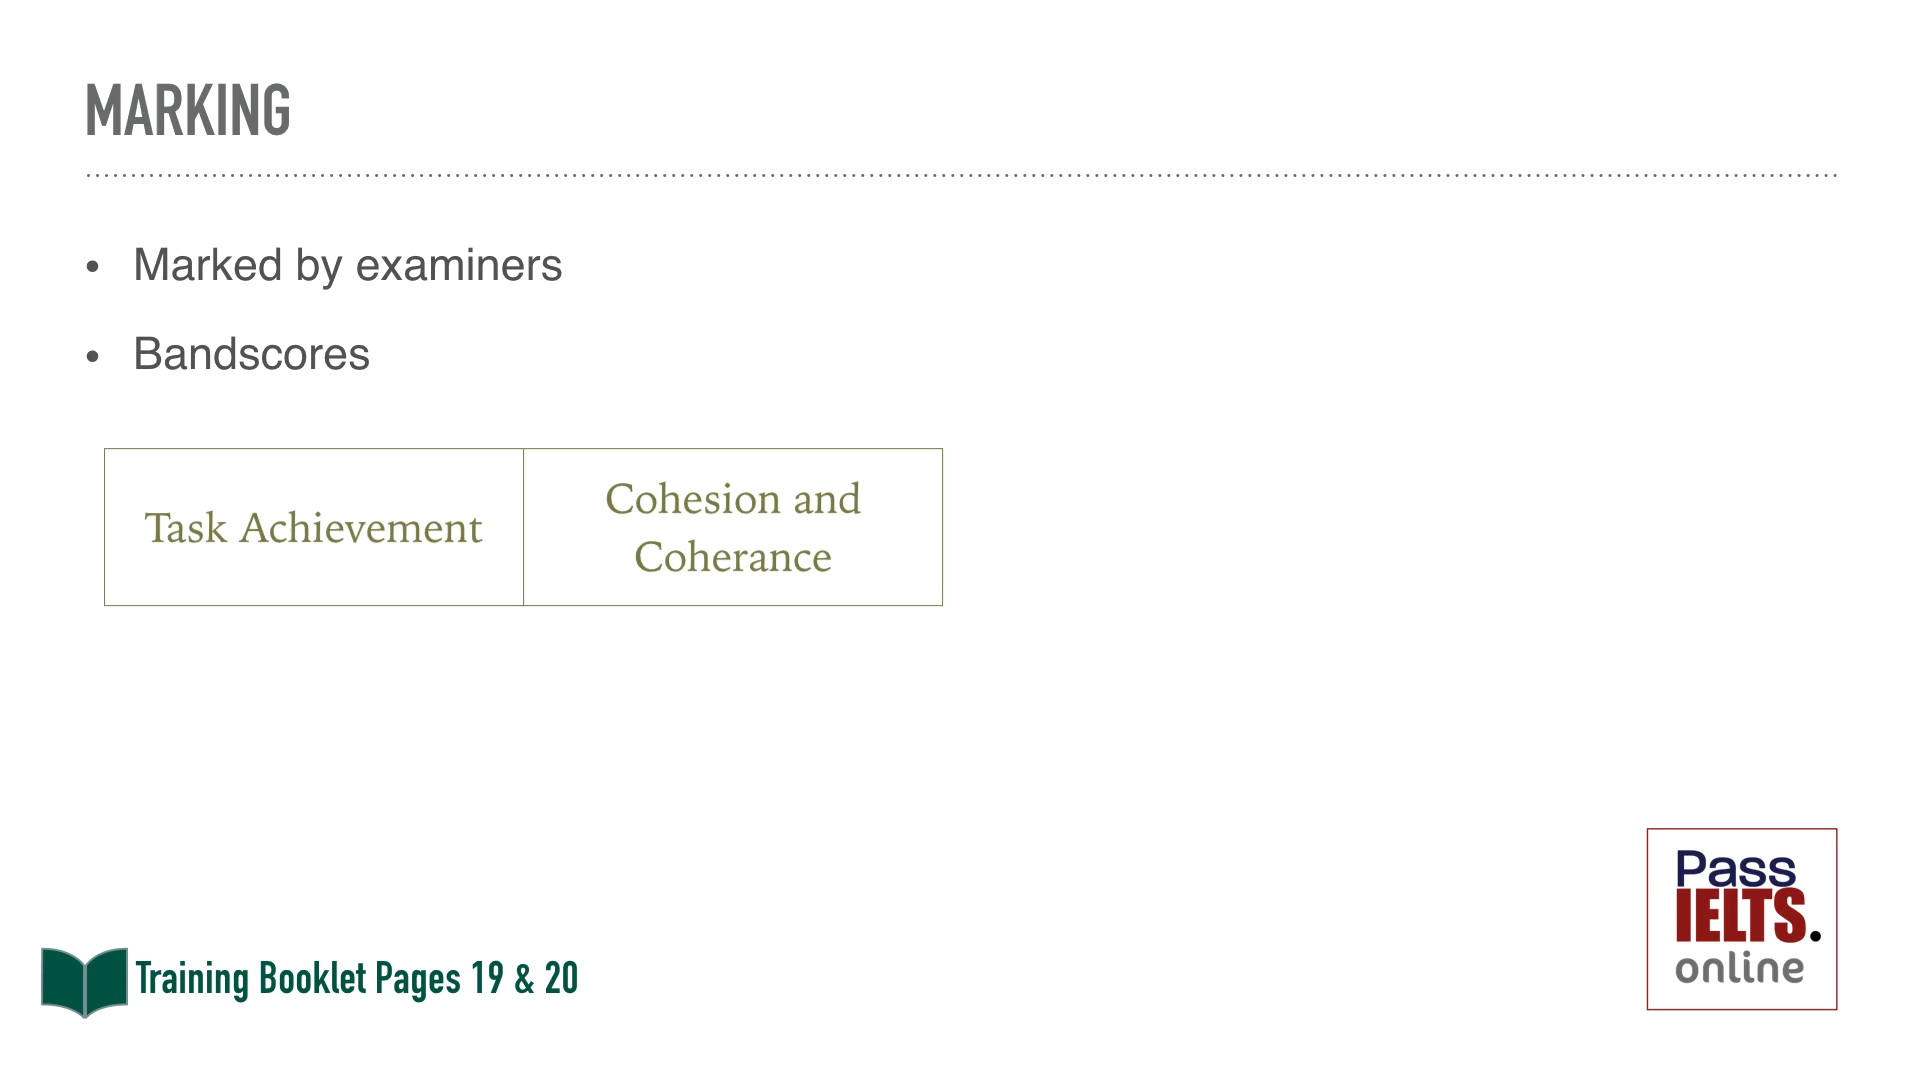 MARKING
• Marked by examiners
• Bandscores
Task Achievement
Cohesion and
Coherance
Training Booklet Pages 19 & 20
Pass
IELTS.
online